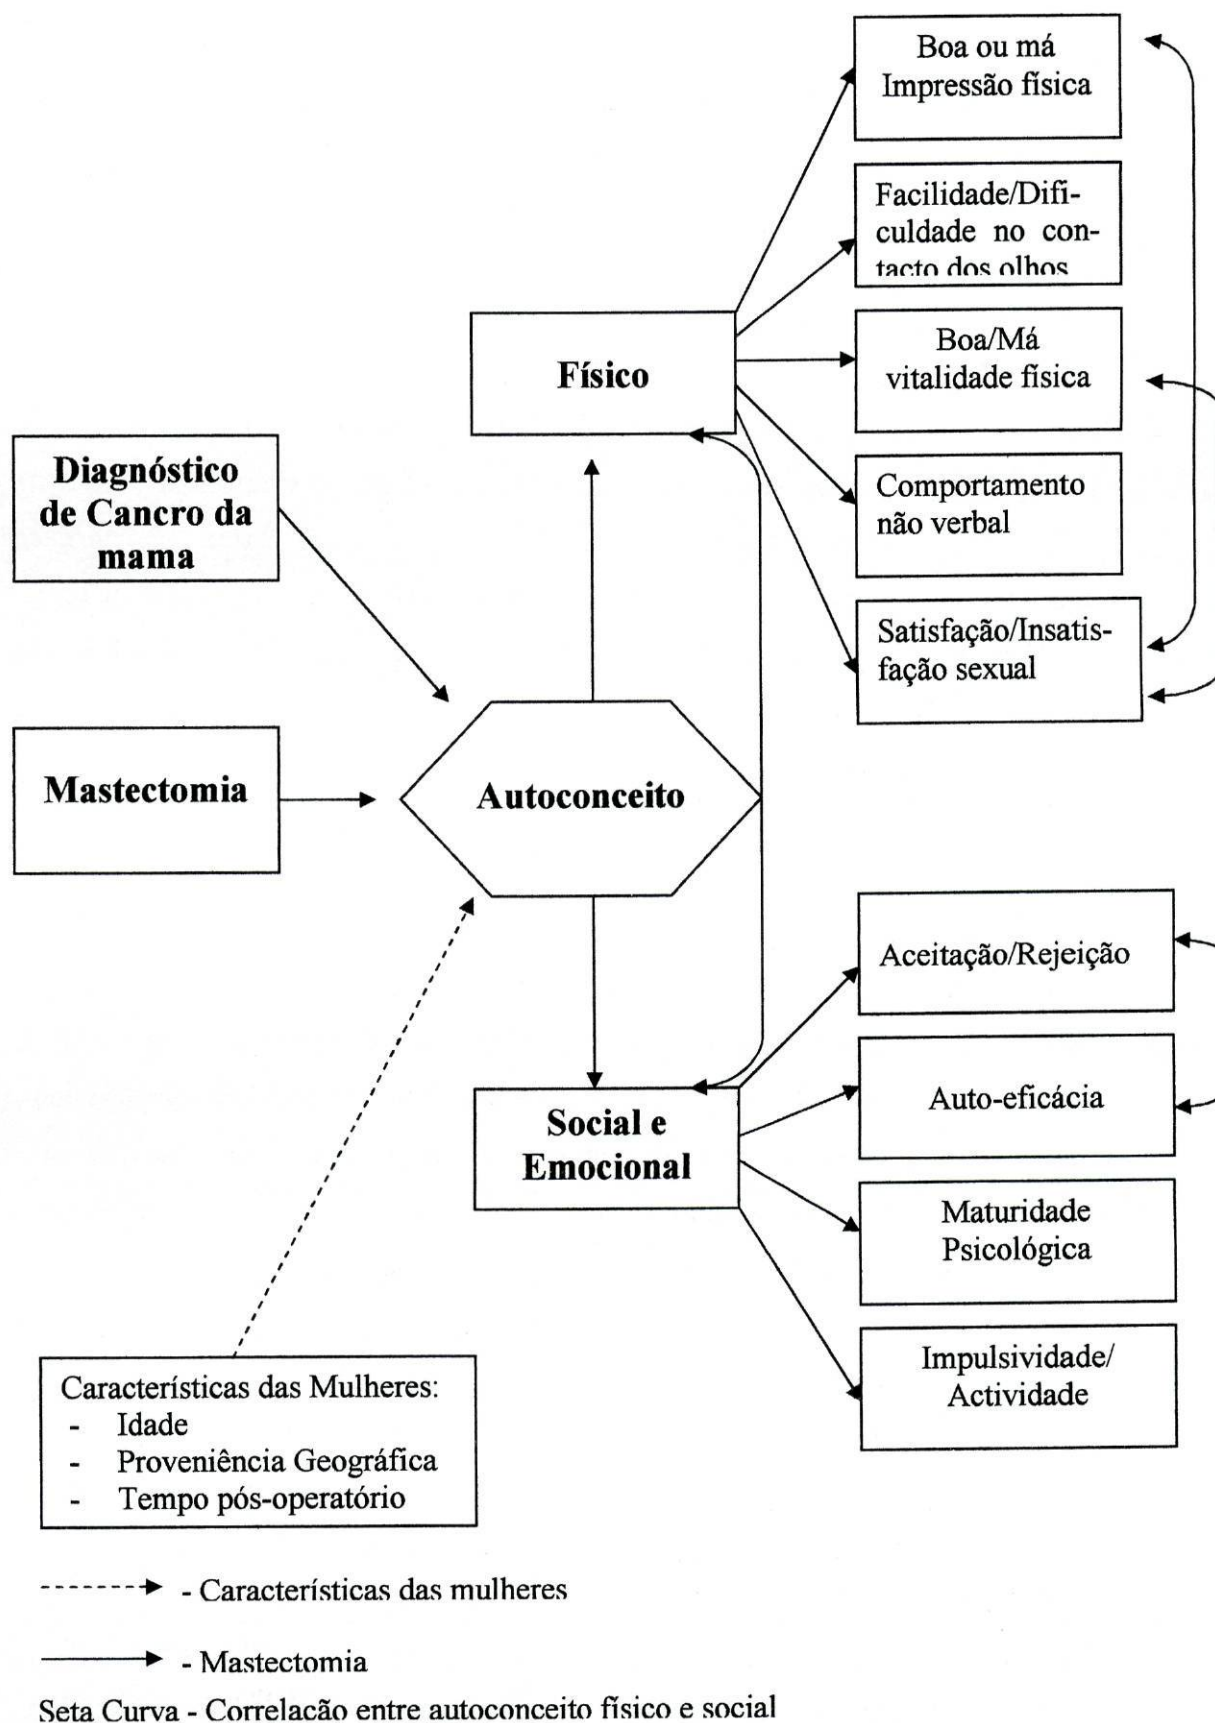 Boa ou má
Impressão física
Facilidade/Difi-
culdade no con-
tacto dos olhos
Físico
Boa/Má
vitalidade física
Diagnóstico
de Cancro da
mama
Comportamento
não verbal
Satisfação/Insatis-
fação sexual
Mastectomia
Autoconceito
Aceitação/Rejeição
Social e
Emocional
Auto-eficácia
Maturidade
Psicológica
Impulsividade/
Actividade
Características das Mulheres:
- Idade
- Proveniência Geográfica
- Tempo pós-operatório
- Características das mulheres
- Mastectomia
Seta Curva - Correlacão entre autoconceito físico e social